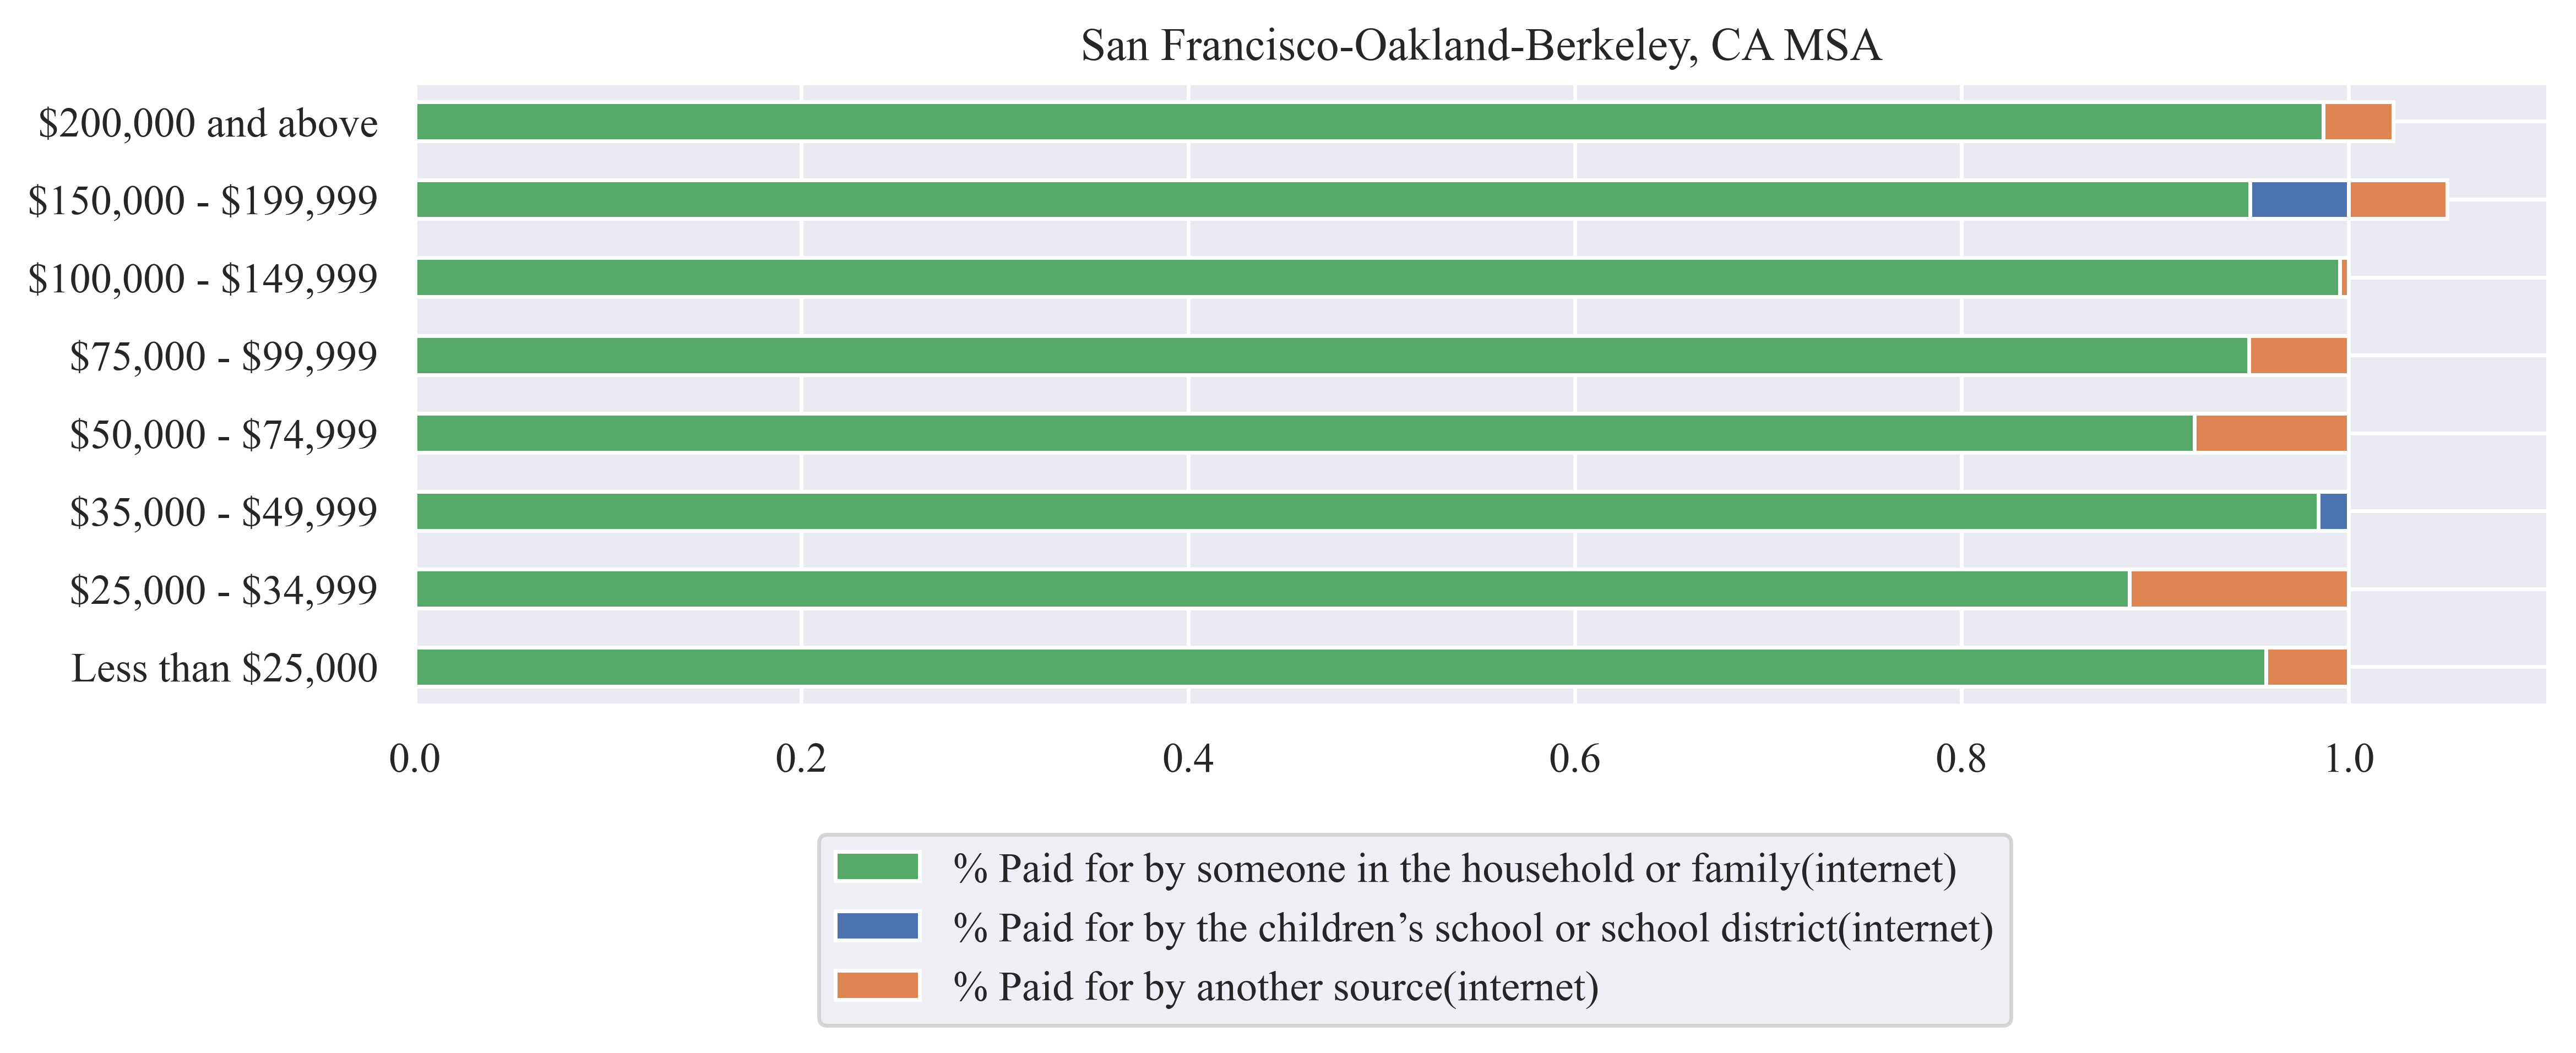 San Francisco-Oakland-Berkeley, CA MSA
$200,000 and above
$150,000 - $199,999
$100,000 - $149,999
$75,000 - $99,999
$50,000 - $74,999
$35,000 - $49,999
$25,000 - $34,999
Less than $25,000
0.0 0.2 0.4 0.6 0.8 1.0
% Paid for by someone in the household or family(internet)
% Paid for by the children’s school or school district(internet)
% Paid for by another source(internet)